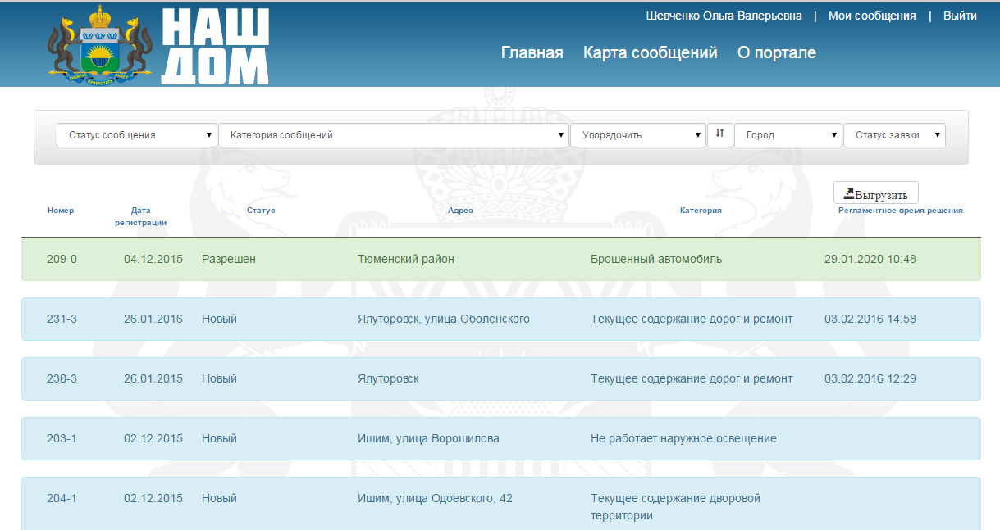 Шевченко Ольга Валерьевна | Мои сообщения | Выйти
НАШ
ДОМ
Главная Карта сообщений О портале
Статус сообщения Категория сообщений Упорядочить Город Статус заявки
Выгрузить
Номер Дата регистрации Статус Адрес Категория Регламентное время решения
209-0 04.12.2015 Разрешен Тюменский район Брошенный автомобиль 29.01.2020 10:48
231-3 26.01.2016 Новый Ялуторовск, улица Оболенского Текущее содержание дорог и ремонт 03.02.2016 14:58
230-3 26.01.2015 Новый Ялуторовск Текущее содержание дорог и ремонт 03.02.2016 12:29
203-1 02.12.2015 Новый Ишим, улица Ворошилова Не работает наружное освещение
204-1 02.12.2015 Новый Ишим, улица Одоевского, 42 Текущее содержание дворовой
территории